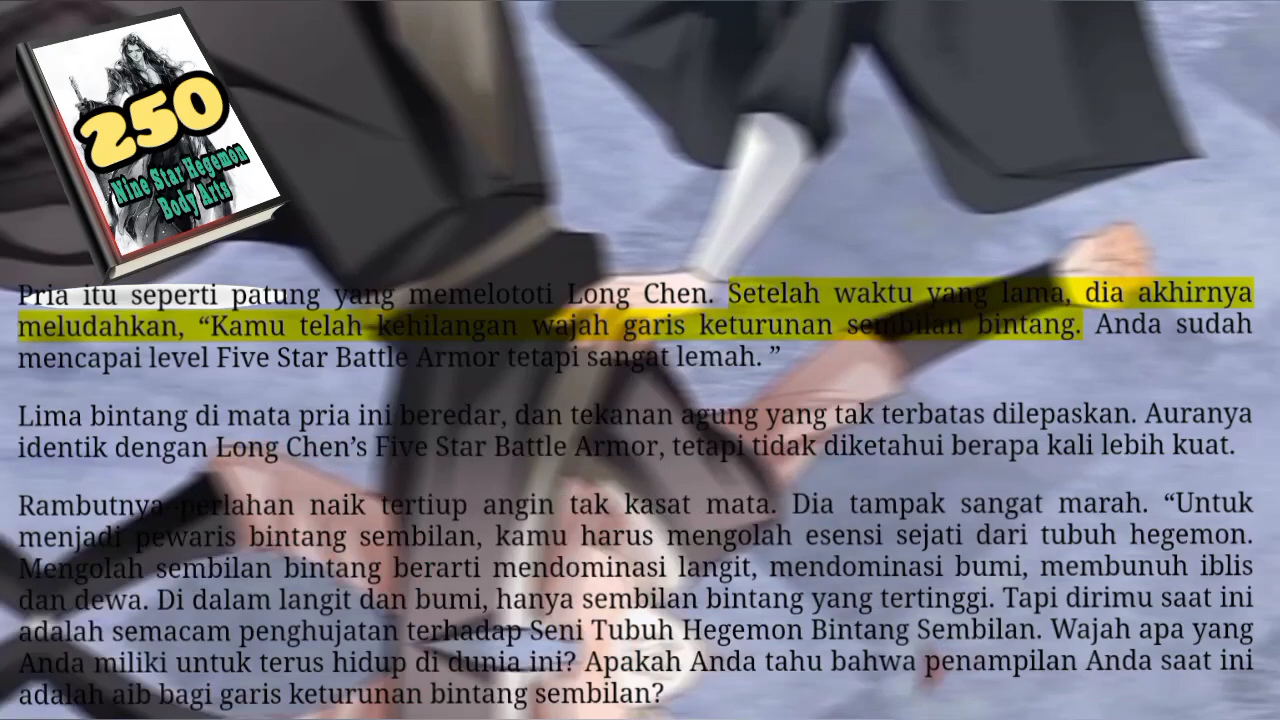 250
Nine Star Hegemon
Body Arts
Pria itu seperti patung yang memelototi Long Chen. Setelah waktu yang lama, dia akhirnya
meludahkan, “Kamu telah kehilangan wajah garis keturunan sembilan bintang. Anda sudah
mencapai level Five Star Battle Armor tetapi sangat lemah. ”
Lima bintang di mata pria ini beredar, dan tekanan agung yang tak terbatas dilepaskan. Auranya
identik dengan Long Chen’s Five Star Battle Armor, tetapi tidak diketahui berapa kali lebih kuat.
Rambutnya perlahan naik tertiup angin tak kasat mata. Dia tampak sangat marah. “Untuk
menjadi pewaris bintang sembilan, kamu harus mengolah esensi sejati dari tubuh hegemon.
Mengolah sembilan bintang berarti mendominasi langit, mendominasi bumi, membunuh iblis
dan dewa. Di dalam langit dan bumi, hanya sembilan bintang yang tertinggi. Tapi dirimu saat ini
adalah semacam penghujatan terhadap Seni Tubuh Hegemon Bintang Sembilan. Wajah apa yang
Anda miliki untuk terus hidup di dunia ini? Apakah Anda tahu bahwa penampilan Anda saat ini
adalah aib bagi garis keturunan bintang sembilan?